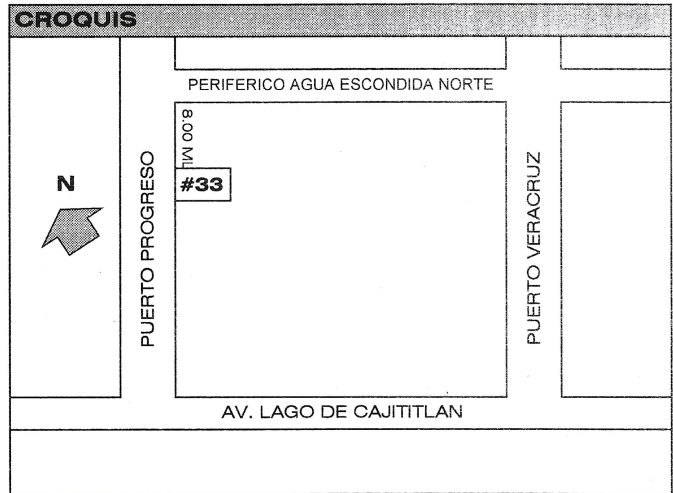 CROQUIS
PERIFERICO AGUA ESCONDIDA NORTE
8.00 ML
#33
N
PUERTO PROGRESO
PUERTO VERACRUZ
AV. LAGO DE CAJITITLAN